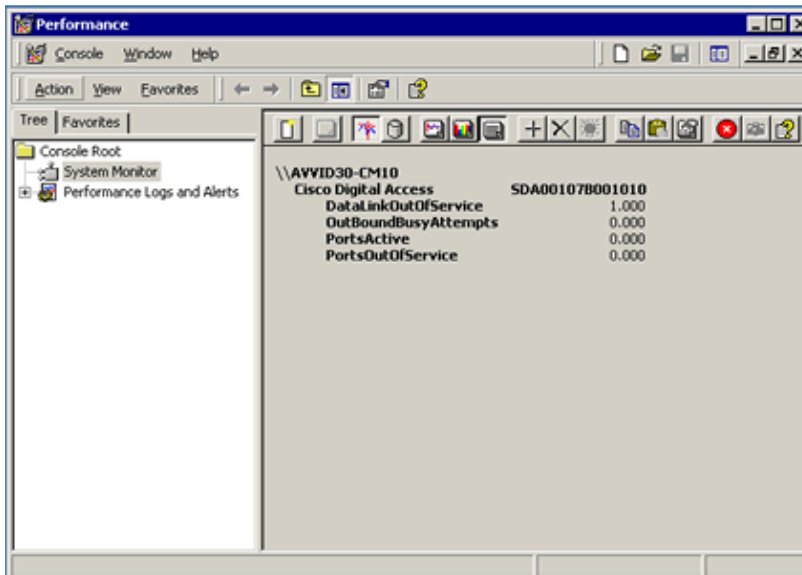 Performance
Console Window Help
Action View Favorites
Tree Favorites
Console Root
System Monitor
Performance Logs and Alerts
\\AVVID30-CM10
Cisco Digital Access SDA00107B001010
DataLinkOutOfService 1.000
OutBoundBusyAttempts 0.000
PortsActive 0.000
PortsOutOfService 0.000